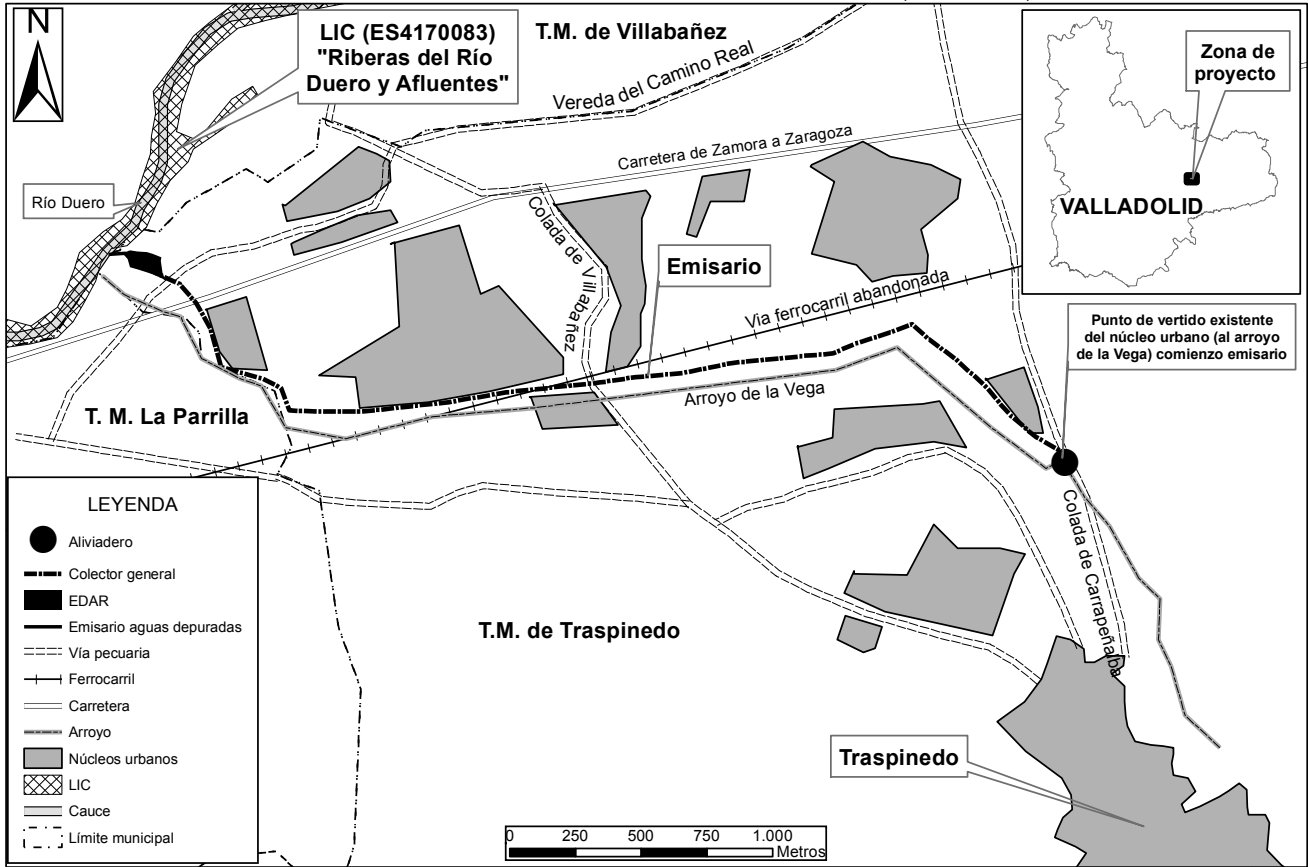 N
LIC (ES4170083)
"Riberas del Río
Duero y Afluentes"
T.M. de Villabañez
Vereda del Camino Real
Carretera de Zamora a Zaragoza
Zona de
proyecto
VALLADOLID
Río Duero
Colada de Villabañez
Emisario
Via ferrocarril abandonada
Punto de vertido existente
del núcleo urbano (al arroyo
de la Vega) comienzo emisario
Arroyo de la Vega
T. M. La Parrilla
Colada de Carrapeñalba
T.M. de Traspinedo
Traspinedo
LEYENDA
Aliviadero
Colector general
EDAR
Emisario aguas depuradas
Vía pecuaria
Ferrocarril
Carretera
Arroyo
Núcleos urbanos
LIC
Cauce
Límite municipal
0 250 500 750 1.000
Metros